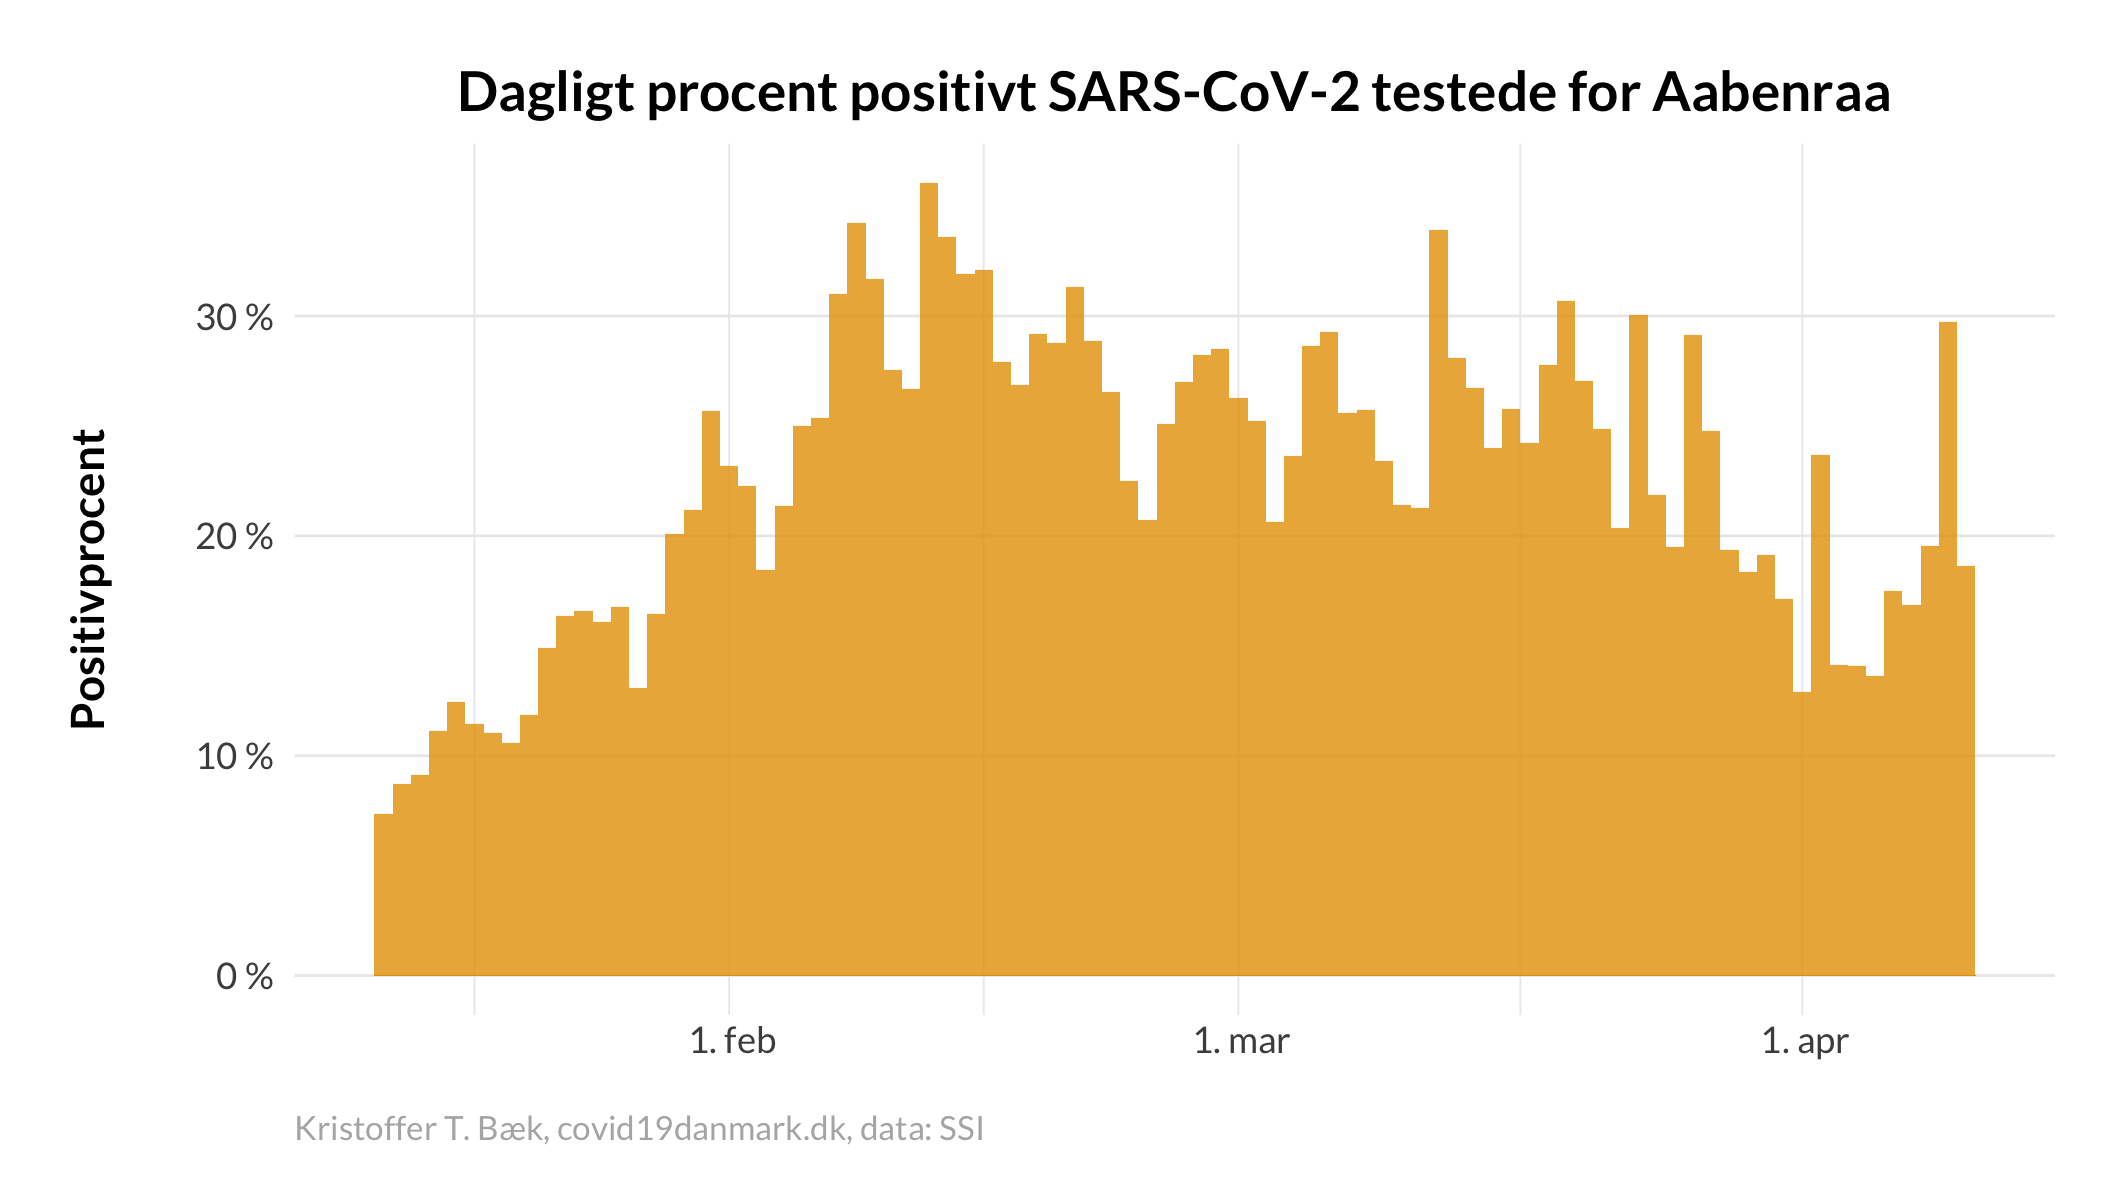 Dagligt procent positivt SARS-CoV-2 testede for Aabenraa
Positivprocent
30 %
20 %
10 %
0 %
1. feb
1. mar
1. apr
Kristoffer T. Bæk, covid19danmark.dk, data: SSI